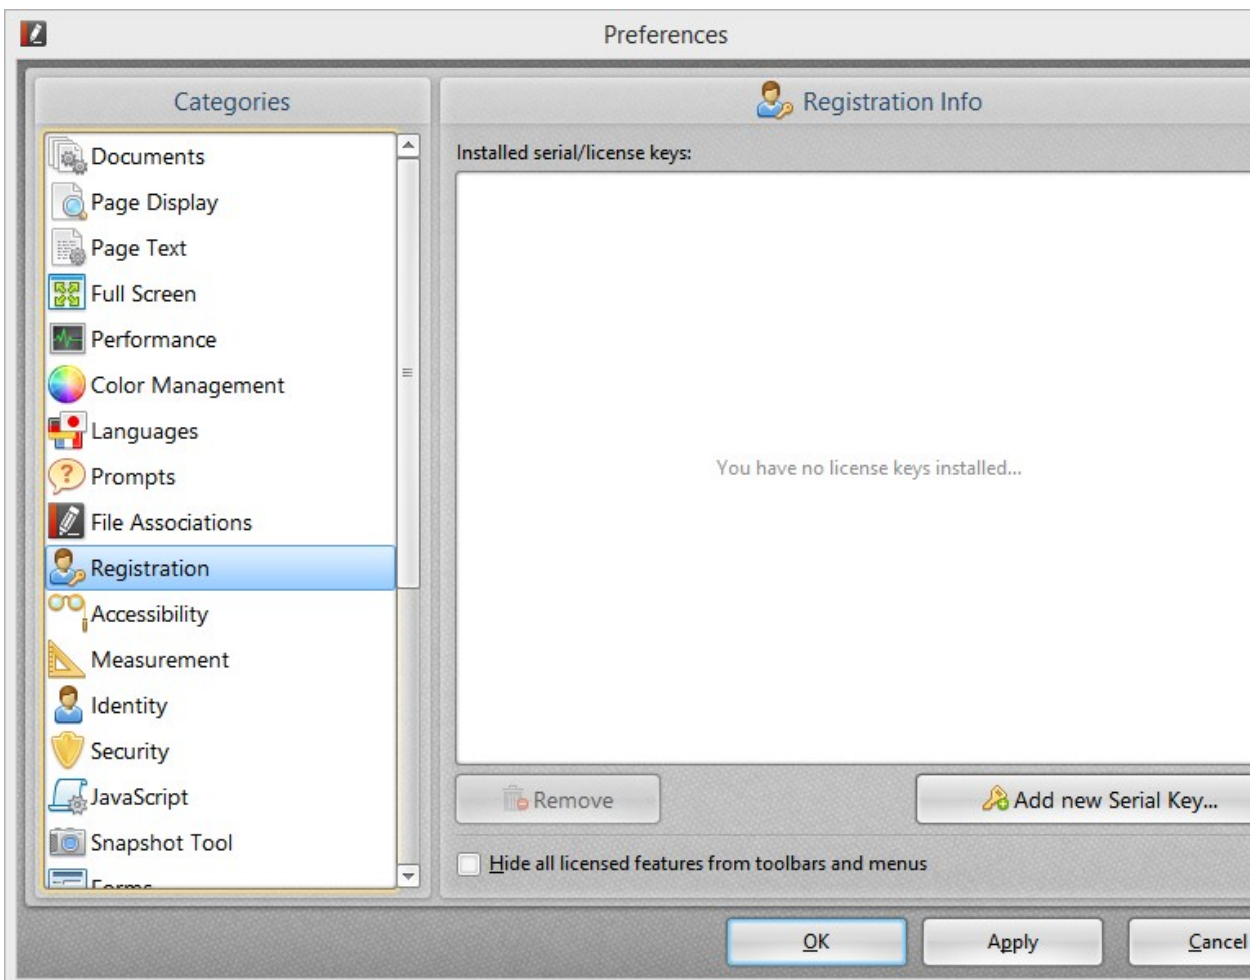 Preferences
Categories
Documents
Page Display
Page Text
Full Screen
Performance
Color Management
Languages
Prompts
File Associations
Registration
Accessibility
Measurement
Identity
Security
JavaScript
Snapshot Tool
Forms
Registration Info
Installed serial/license keys:
You have no license keys installed...
Remove
Add new Serial Key...
Hide all licensed features from toolbars and menus
OK
Apply
Cancel